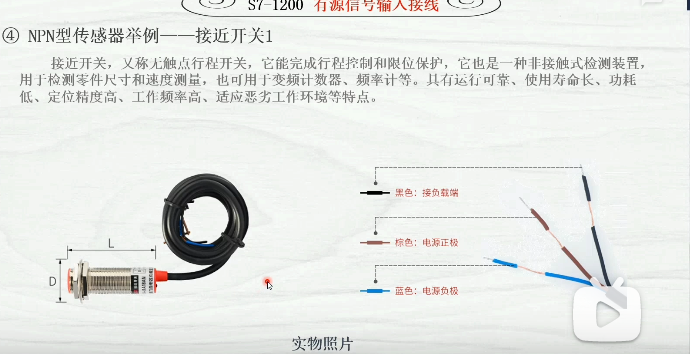 S7-1200 有源信号输入接线
④ NPN型传感器举例——接近开关1
接近开关，又称无触点行程开关，它能完成行程控制和限位保护，它也是一种非接触式检测装置，
用于检测零件尺寸和速度测量，也可用于变频计数器、频率计等。具有运行可靠、使用寿命长、功耗
低、定位精度高、工作频率高、适应恶劣工作环境等特点。
L
D
黑色：接负载端
棕色：电源正极
蓝色：电源负极
实物照片